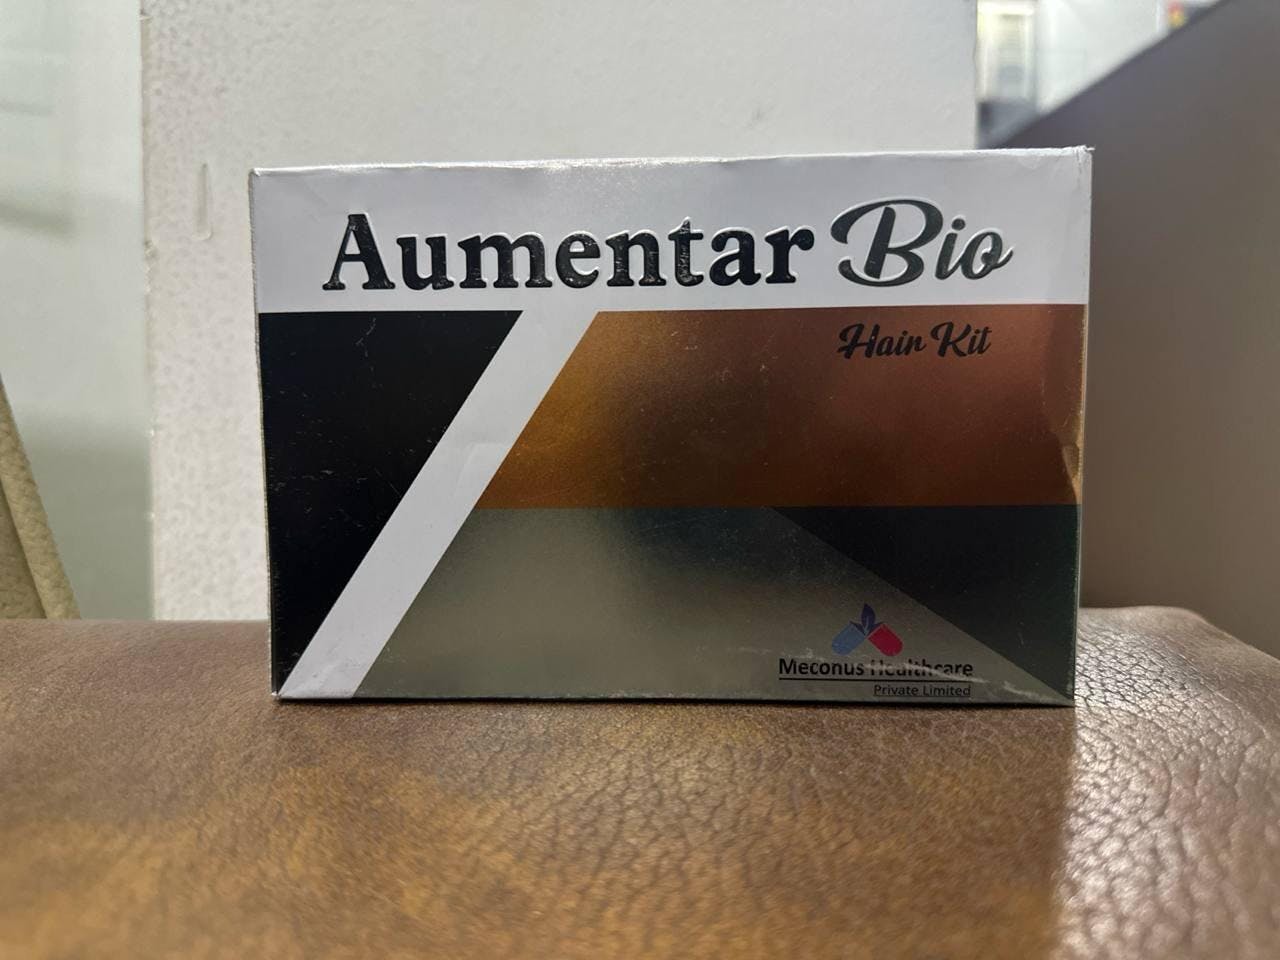 Aumentar Bio
Hair Kit
Meconus Healthcare
Private Limited